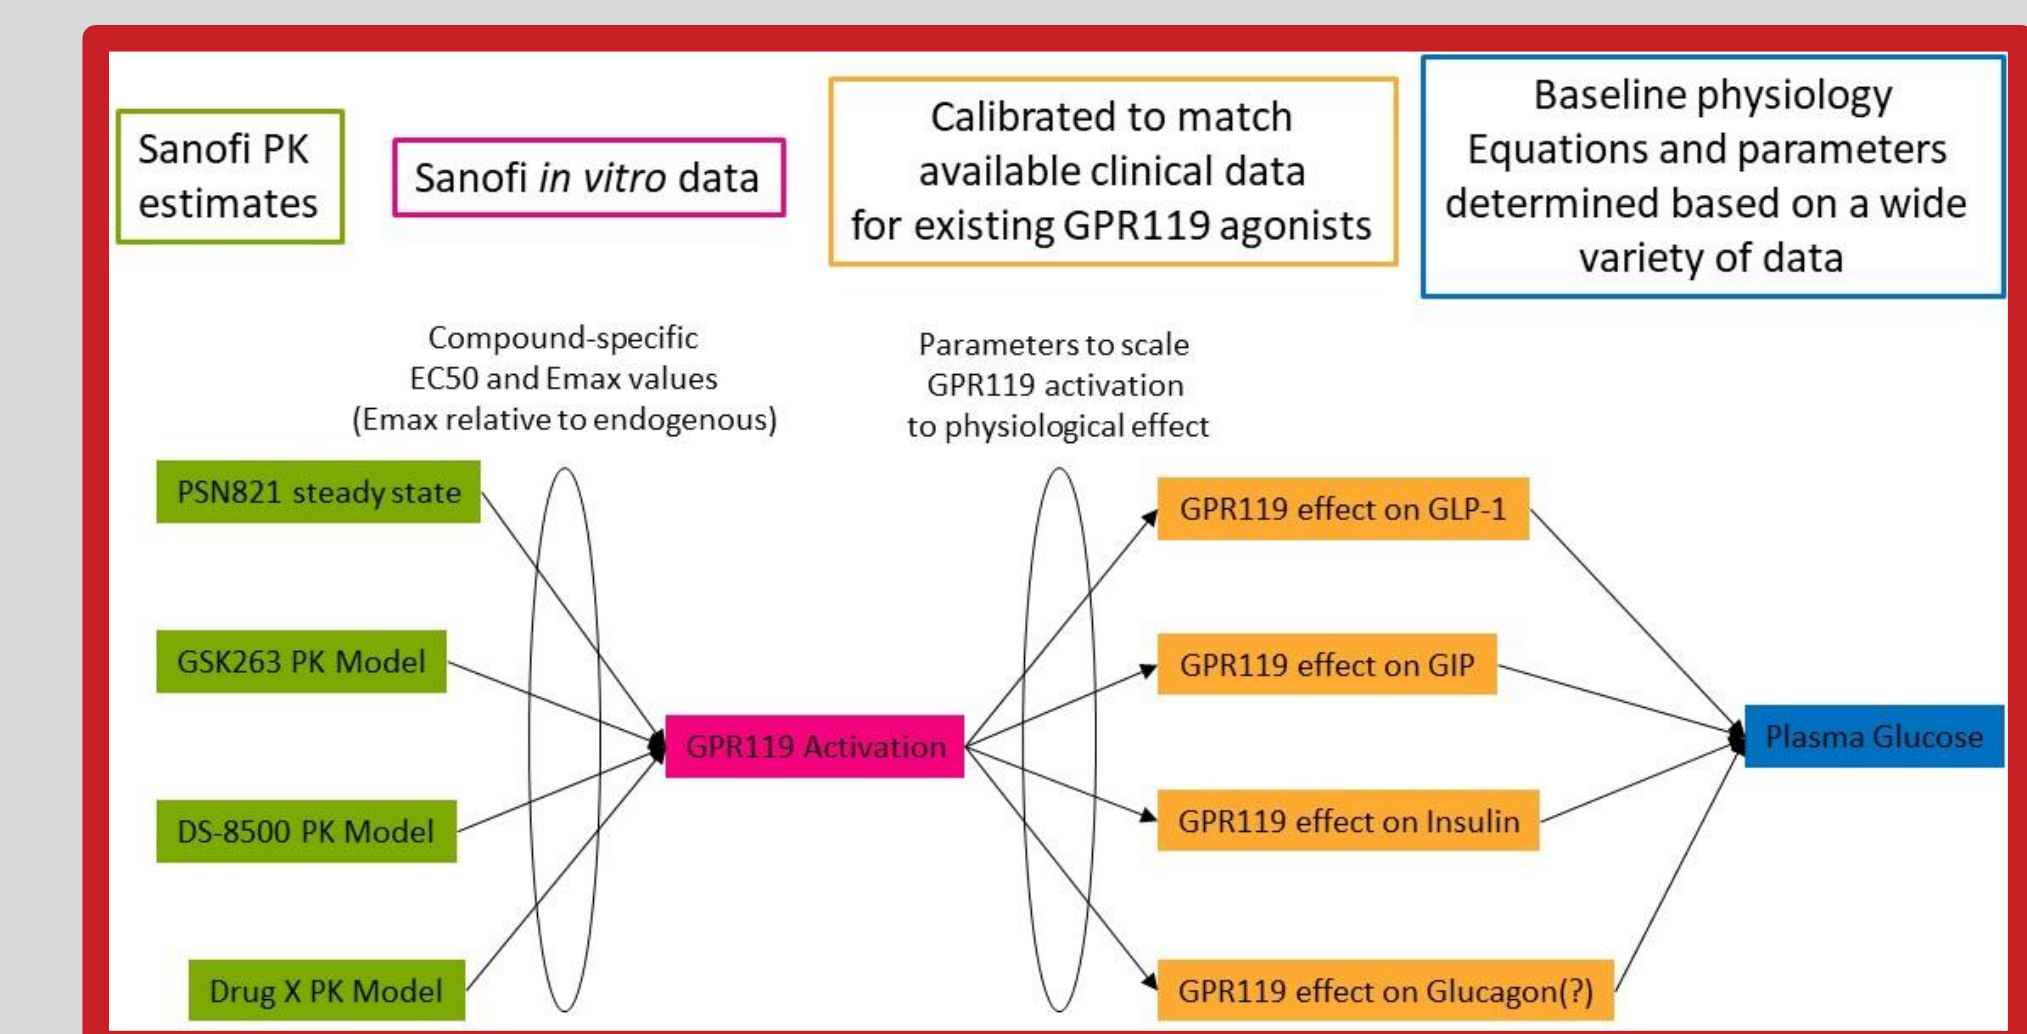 Sanofi PK
estimates
Sanofi in vitro data
Calibrated to match
available clinical data
for existing GPR119 agonists
Baseline physiology
Equations and parameters
determined based on a wide
variety of data
Compound-specific
EC50 and Emax values
(Emax relative to endogenous)
Parameters to scale
GPR119 activation
to physiological effect
PSN821 steady state
GSK263 PK Model
DS-8500 PK Model
Drug X PK Model
GPR119 Activation
GPR119 effect on GLP-1
GPR119 effect on GIP
GPR119 effect on Insulin
GPR119 effect on Glucagon(?)
Plasma Glucose